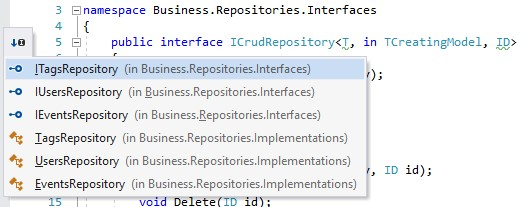 3 namespace Business.Repositories.Interfaces
4 {
5 public interface ICrudRepository<T, in TCreatingModel, ID>
{
ITagsRepository (in Business.Repositories.Interfaces) y);
IUsersRepository (in Business.Repositories.Interfaces)
IEventsRepository (in Business.Repositories.Interfaces)
TagsRepository (in Business.Repositories.Implementations)
UsersRepository (in Business.Repositories.Implementations) y, ID id);
EventsRepository (in Business.Repositories.Implementations)
15 void Delete(ID id);